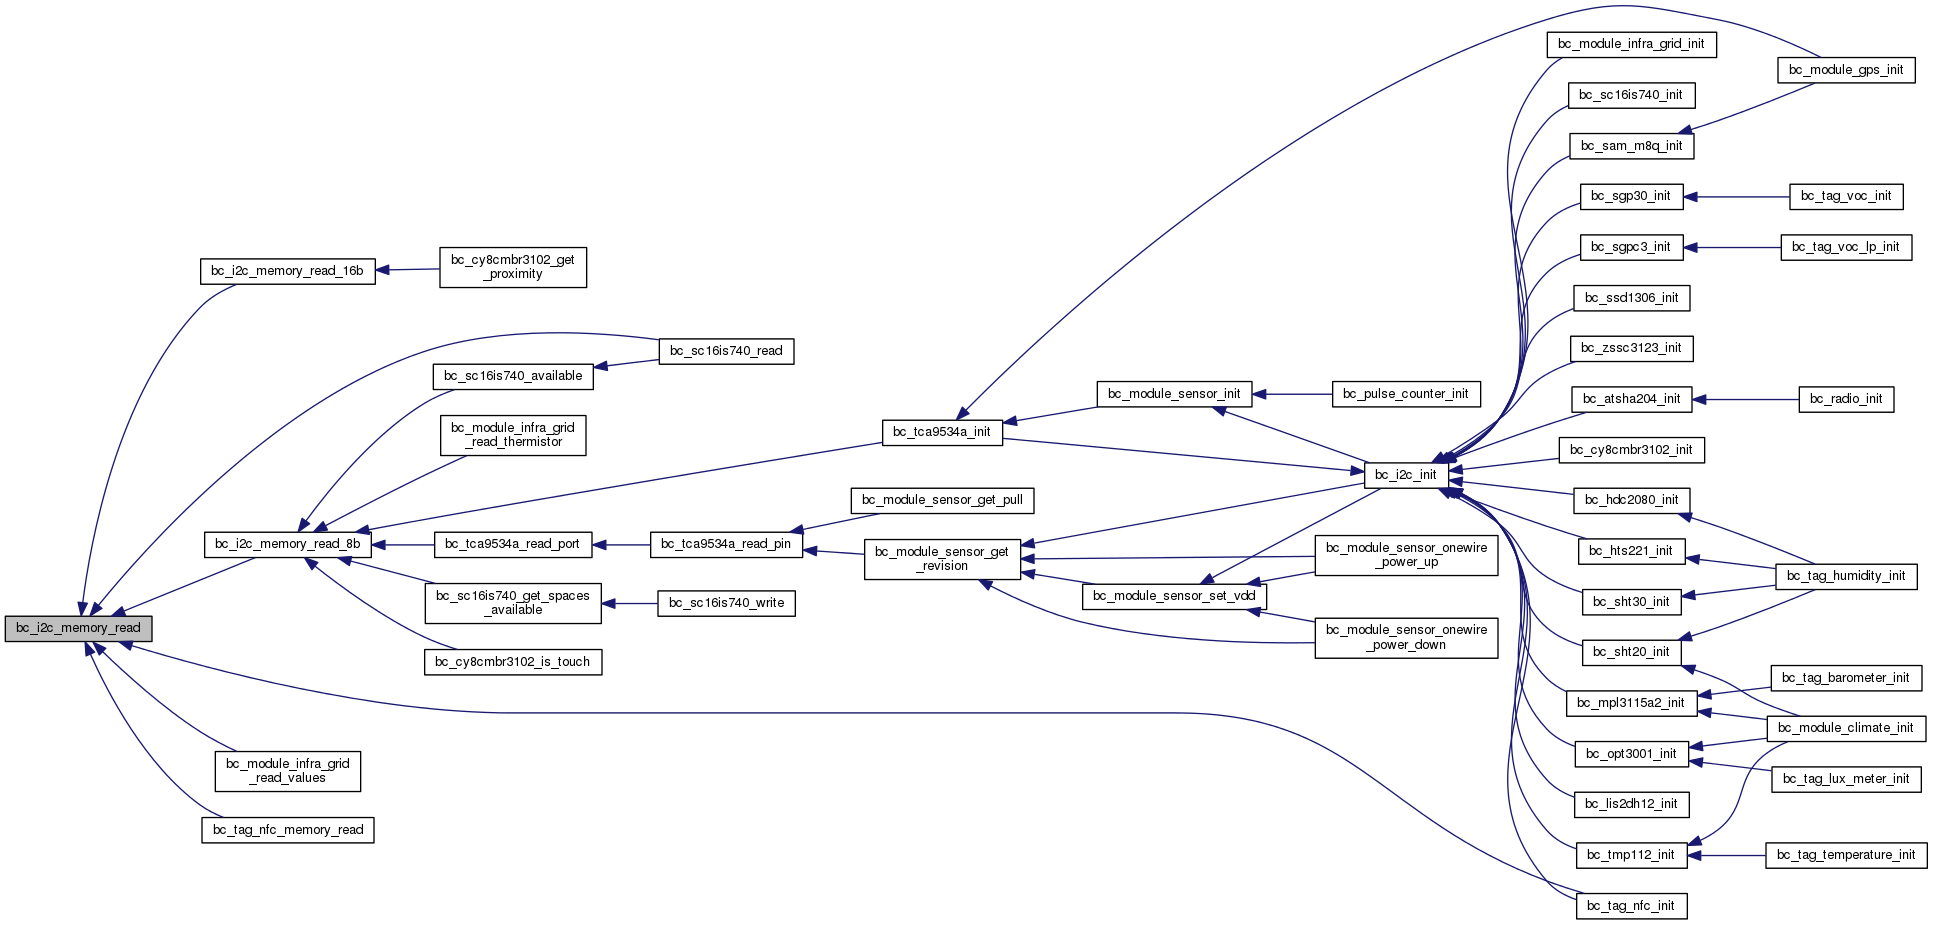 bc_module_infra_grid_init
bc_module_gps_init
bc_sc16is740_init
bc_sam_m8q_init
bc_sgp30_init
bc_tag_voc_init
bc_sgpc3_init
bc_tag_voc_lp_init
bc_i2c_memory_read_16b
bc_cy8cmbr3102_get
_proximity
bc_ssd1306_init
bc_sc16is740_read
bc_zssc3123_init
bc_sc16is740_available
bc_module_sensor_init
bc_pulse_counter_init
bc_atsha204_init
bc_radio_init
bc_module_infra_grid
_read_thermistor
bc_tca9534a_init
bc_cy8cmbr3102_init
bc_i2c_init
bc_module_sensor_get_pull
bc_hdc2080_init
bc_i2c_memory_read_8b
bc_tca9534a_read_port
bc_tca9534a_read_pin
bc_module_sensor_get
_revision
bc_module_sensor_onewire
_power_up
bc_hts221_init
bc_tag_humidity_init
bc_sc16is740_get_spaces
_available
bc_sc16is740_write
bc_module_sensor_set_vdd
bc_sht30_init
bc_i2c_memory_read
bc_module_sensor_onewire
_power_down
bc_sht20_init
bc_cy8cmbr3102_is_touch
bc_tag_barometer_init
bc_mpl3115a2_init
bc_module_climate_init
bc_opt3001_init
bc_module_infra_grid
_read_values
bc_tag_lux_meter_init
bc_lis2dh12_init
bc_tag_nfc_memory_read
bc_tmp112_init
bc_tag_temperature_init
bc_tag_nfc_init